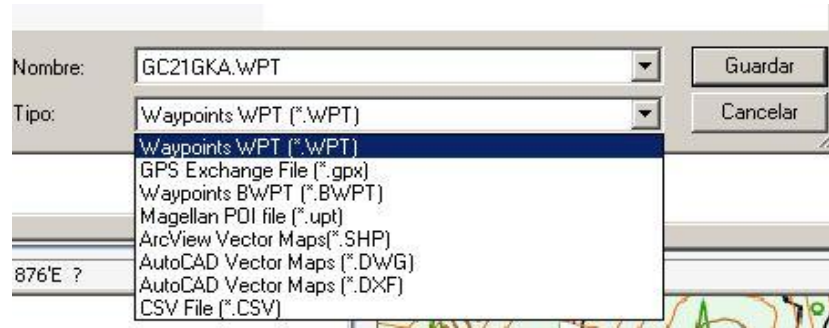 Nombre: GC21GKA.WPT Guardar
Tipo: Waypoints WPT (*.WPT) Cancelar
Waypoints WPT (*.WPT)
GPS Exchange File (*.gpx)
Waypoints BWPT (*.BWPT)
Magellan POI file (*.upt)
ArcView Vector Maps(*.SHP)
AutoCAD Vector Maps (*.DWG)
876'E ?
AutoCAD Vector Maps (*.DXF)
CSV File (*.CSV)